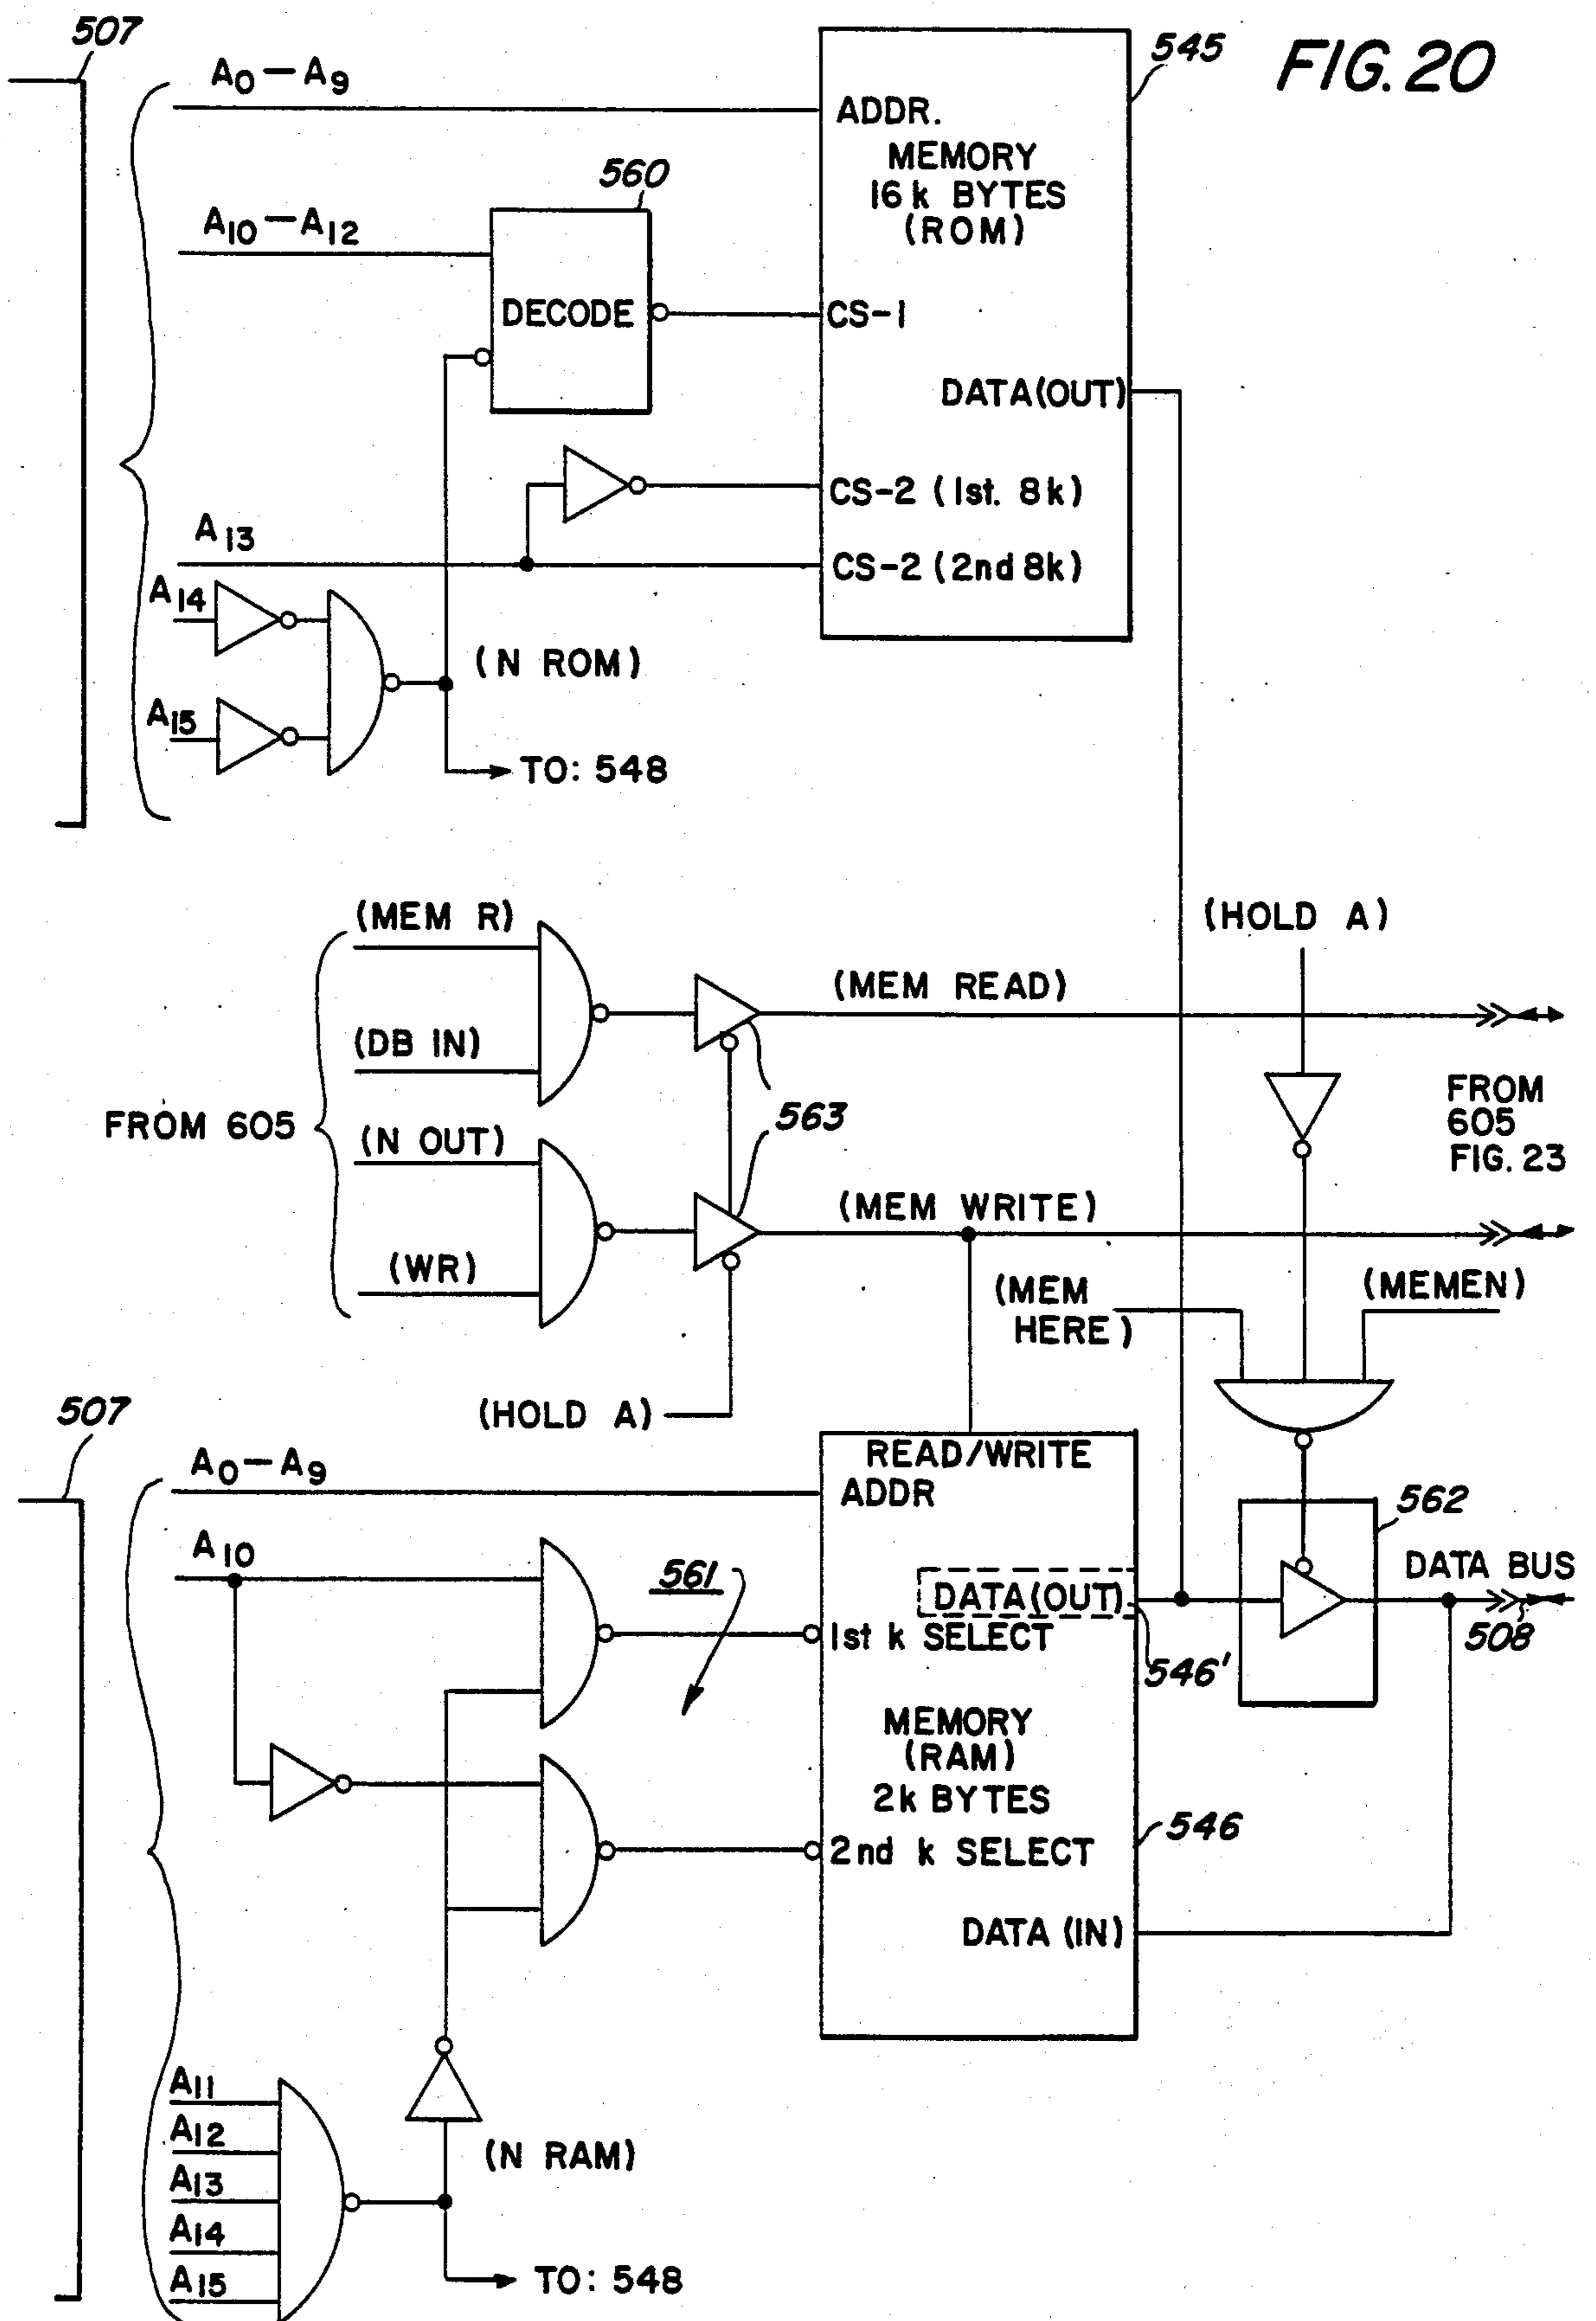 FIG. 20
507
A0–A9
545
ADDR.
MEMORY
16 k BYTES
(ROM)
560
A10–A12
DECODE
CS-1
DATA(OUT)
CS-2 (1st. 8k)
A13
CS-2 (2nd 8k)
A14
(N ROM)
A15
TO: 548
(MEM R)
(HOLD A)
(MEM READ)
(DB IN)
563
FROM 605
FROM
605
FIG. 23
(N OUT)
(MEM WRITE)
(WR)
(MEM
HERE)
(MEMEN)
(HOLD A)
507
READ/WRITE
A0–A9
ADDR
562
A10
561
DATA(OUT)
DATA BUS
1st k SELECT
508
546'
MEMORY
(RAM)
2k BYTES
546
2nd k SELECT
DATA (IN)
A11
A12
(N RAM)
A13
A14
A15
TO: 548